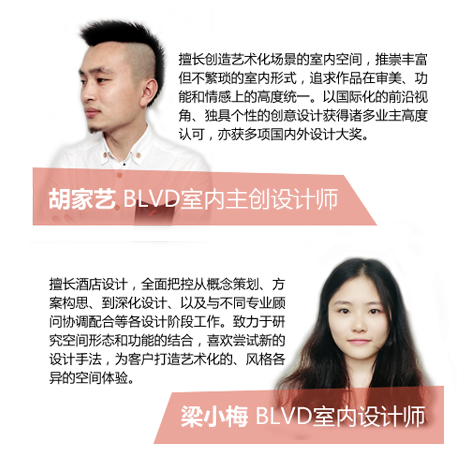 擅长创造艺术化场景的室内空间，推崇丰富
但不繁琐的室内形式，追求作品在审美、功
能和情感上的高度统一。以国际化的前沿视
角、独具个性的创意设计获得诸多业主高度
认可，亦获多项国内外设计大奖。
胡家艺 BLVD室内主创设计师
擅长酒店设计，全面把控从概念策划、方
案构思、到深化设计、以及与不同专业顾
问协调配合等各设计阶段工作。致力于研
究空间形态和功能的结合，喜欢尝试新的
设计手法，为客户打造艺术化的、风格各
异的空间体验。
梁小梅 BLVD室内设计师